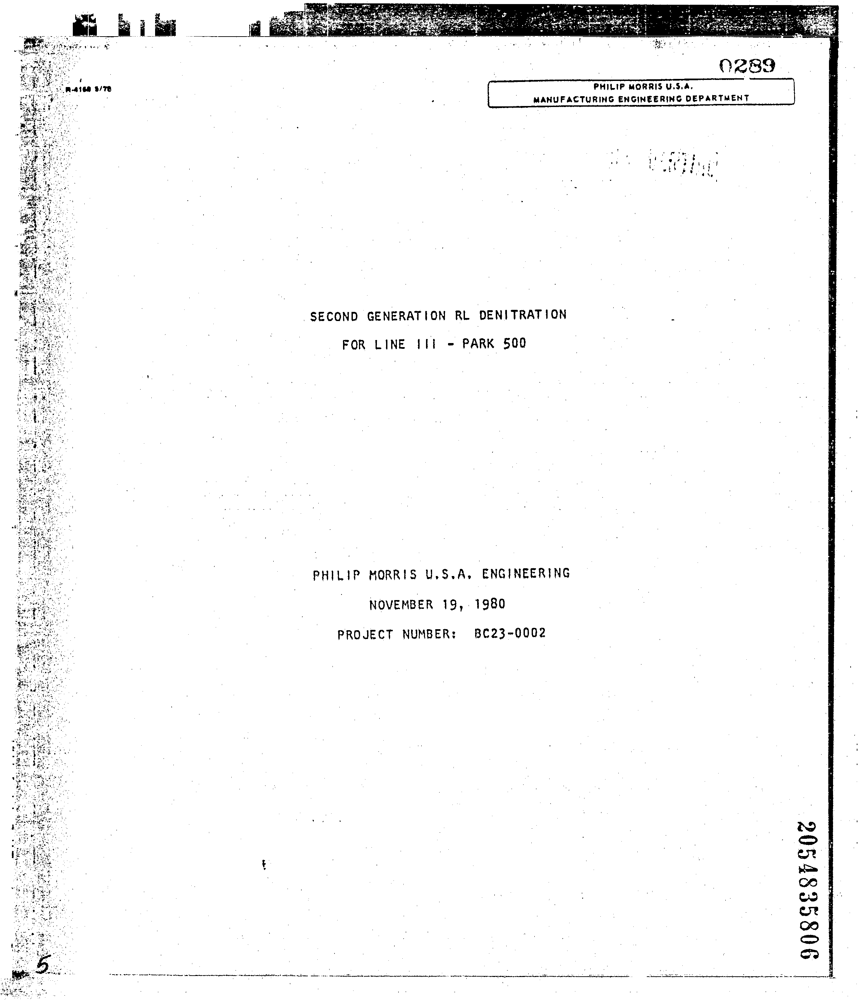 0289
R-4168 9/78
PHILIP MORRIS U.S.A.
MANUFACTURING ENGINEERING DEPARTMENT
SECOND GENERATION RL DENITRATION
FOR LINE III - PARK 500
PHILIP MORRIS U.S.A. ENGINEERING
NOVEMBER 19, 1980
PROJECT NUMBER: BC23-0002
2054835806
5